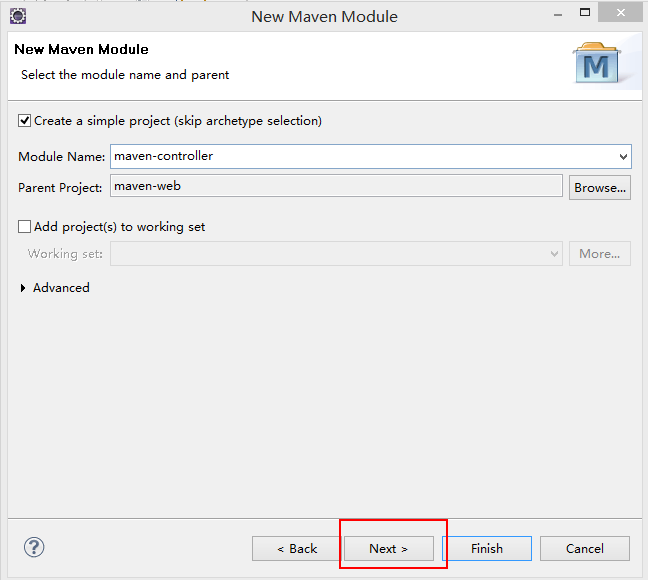 New Maven Module
New Maven Module
Select the module name and parent
M
Create a simple project (skip archetype selection)
Module Name: maven-controller
Parent Project: maven-web Browse...
Add project(s) to working set
Working set: More...
Advanced
? < Back Next > Finish Cancel